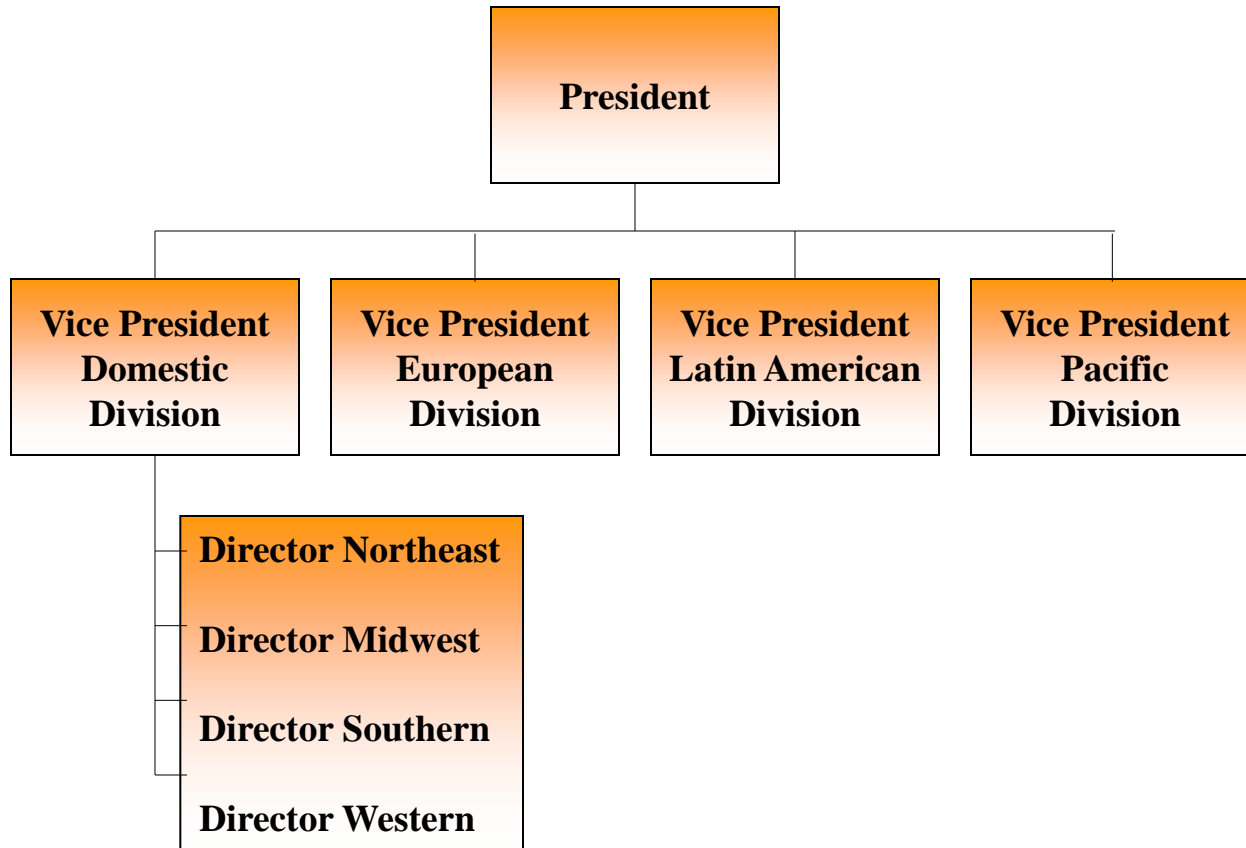 President
Vice President
Domestic
Division
Vice President
European
Division
Vice President
Latin American
Division
Vice President
Pacific
Division
Director Northeast
Director Midwest
Director Southern
Director Western